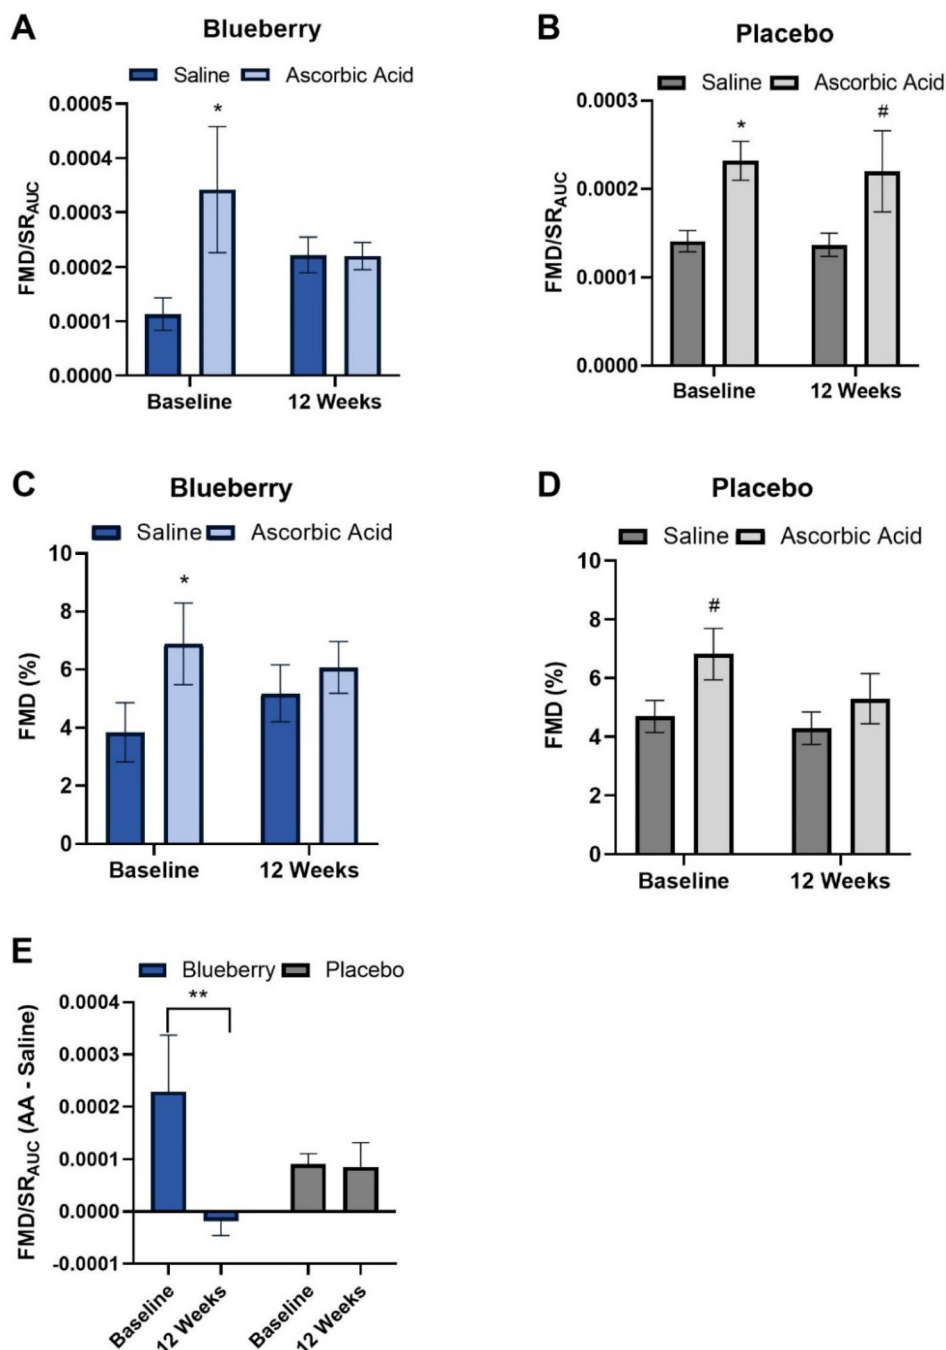 A
Blueberry
Saline Ascorbic Acid
FMD/SRAUC
0.0005
0.0004
0.0003
0.0002
0.0001
0.0000
*
Baseline 12 Weeks
B
Placebo
Saline Ascorbic Acid
FMD/SRAUC
0.0003
0.0002
0.0001
0.0000
* #
Baseline 12 Weeks
C
Blueberry
Saline Ascorbic Acid
FMD (%)
10
8
6
4
2
0
*
Baseline 12 Weeks
D
Placebo
Saline Ascorbic Acid
FMD (%)
10
8
6
4
2
0
#
Baseline 12 Weeks
E
Blueberry Placebo
FMD/SRAUC (AA - Saline)
0.0004
0.0003
0.0002
0.0001
0.0000
-0.0001
**
Baseline 12 Weeks Baseline 12 Weeks